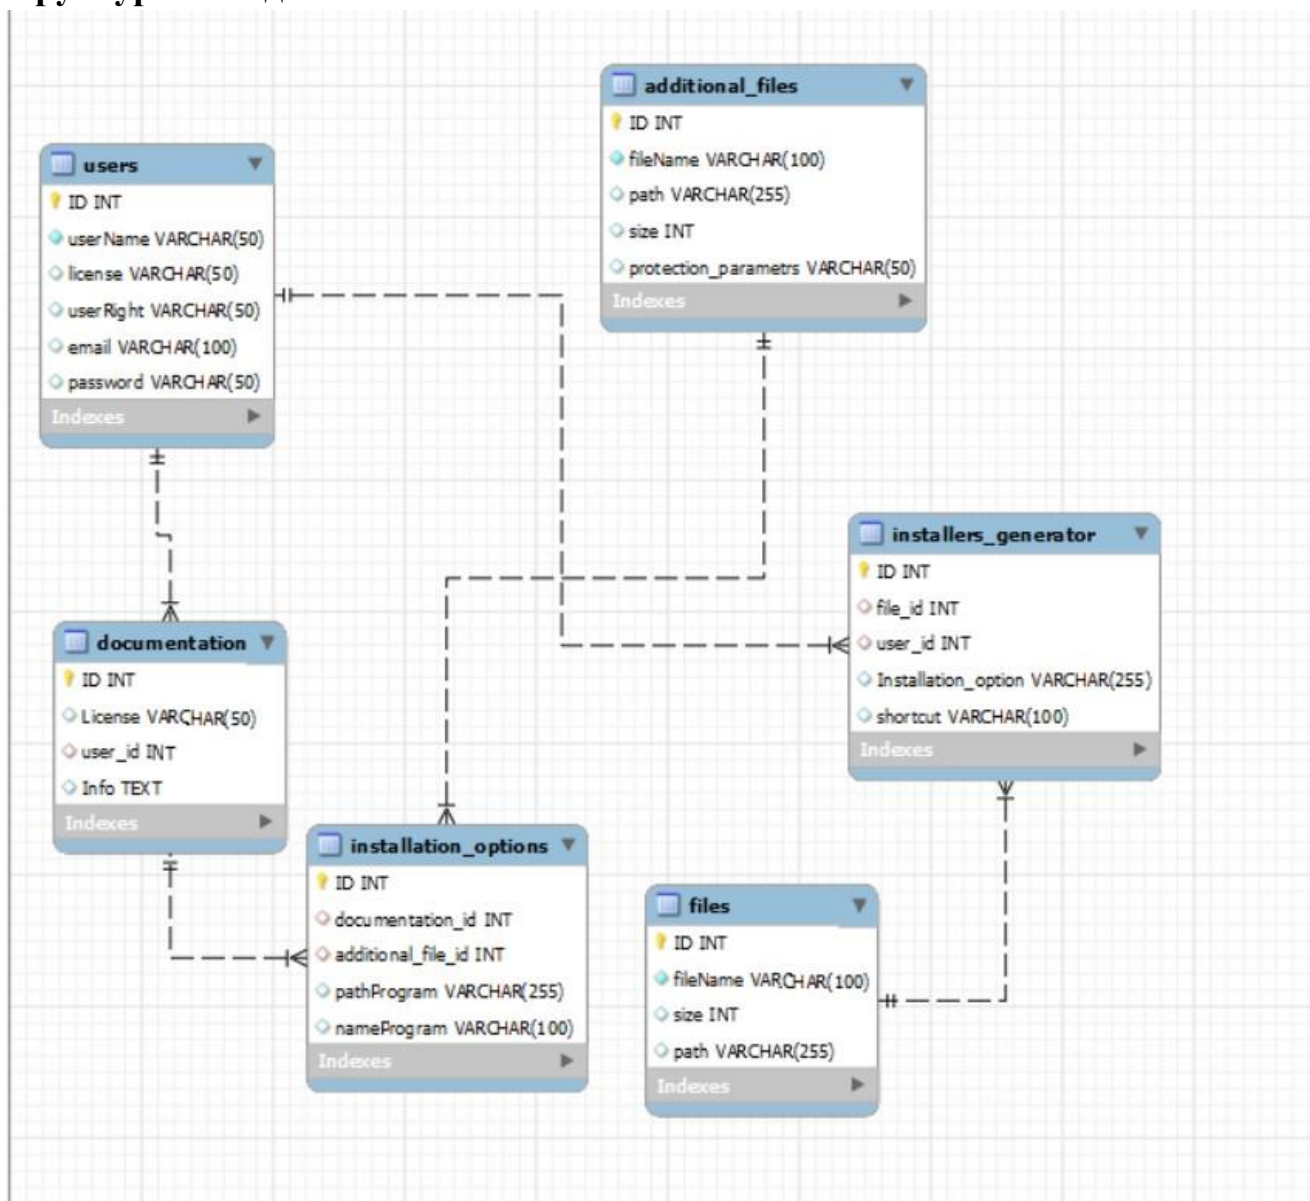 users
ID INT
userName VARCHAR(50)
license VARCHAR(50)
userRight VARCHAR(50)
email VARCHAR(100)
password VARCHAR(50)
Indexes
additional_files
ID INT
fileName VARCHAR(100)
path VARCHAR(255)
size INT
protection_parametrs VARCHAR(50)
Indexes
documentation
ID INT
License VARCHAR(50)
user_id INT
Info TEXT
Indexes
installers_generator
ID INT
file_id INT
user_id INT
Installation_option VARCHAR(255)
shortcut VARCHAR(100)
Indexes
installation_options
ID INT
documentation_id INT
additional_file_id INT
pathProgram VARCHAR(255)
nameProgram VARCHAR(100)
Indexes
files
ID INT
fileName VARCHAR(100)
size INT
path VARCHAR(255)
Indexes